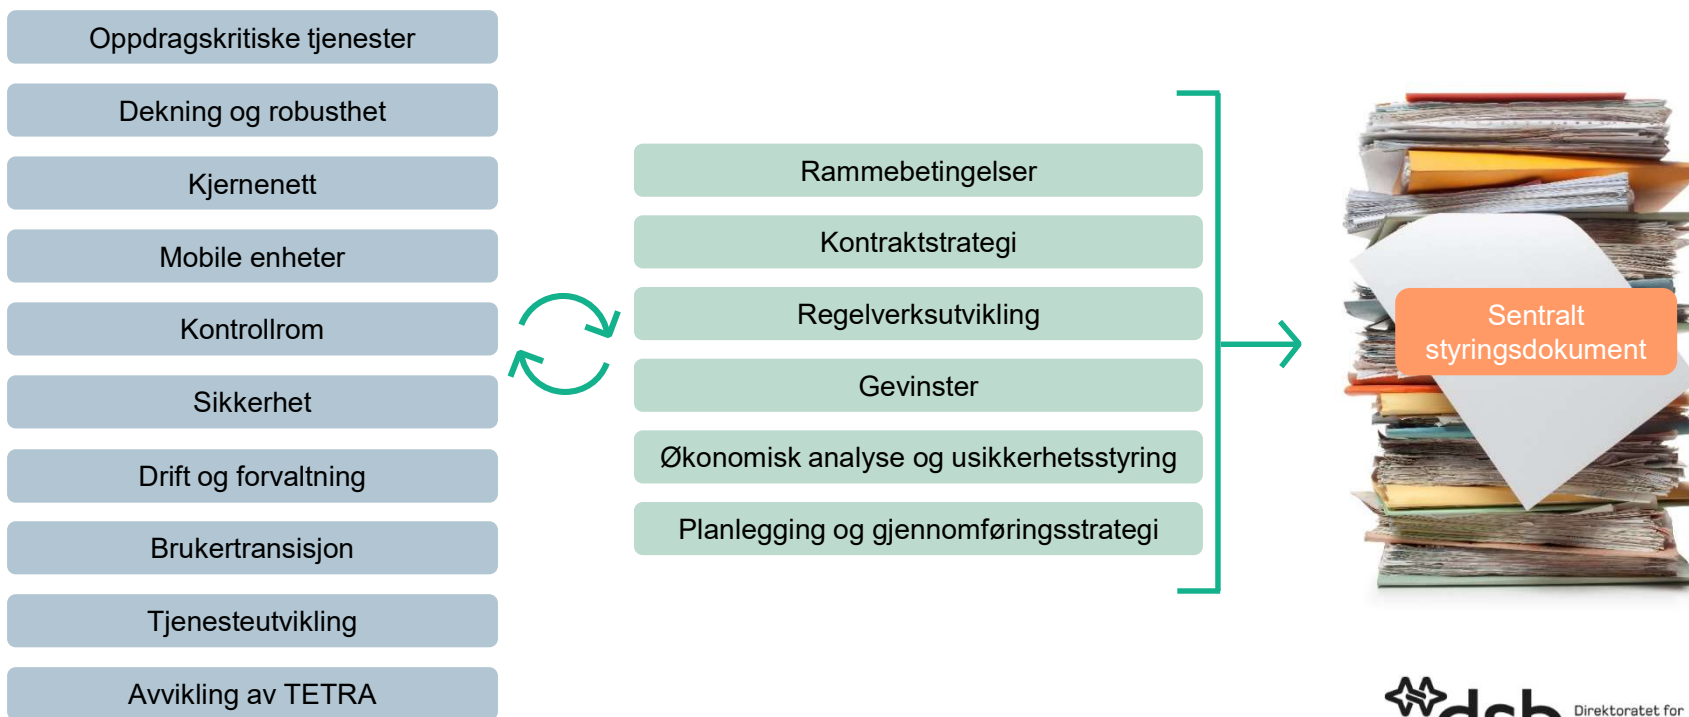 Oppdragskritiske tjenester
Dekning og robusthet
Kjernenett
Mobile enheter
Kontrollrom
Sikkerhet
Drift og forvaltning
Brukertransisjon
Tjenesteutvikling
Avvikling av TETRA
Rammebetingelser
Kontraktstrategi
Regelverksutvikling
Gevinster
Økonomisk analyse og usikkerhetsstyring
Planlegging og gjennomføringsstrategi
Sentralt
styringsdokument
dsb
Direktoratet for